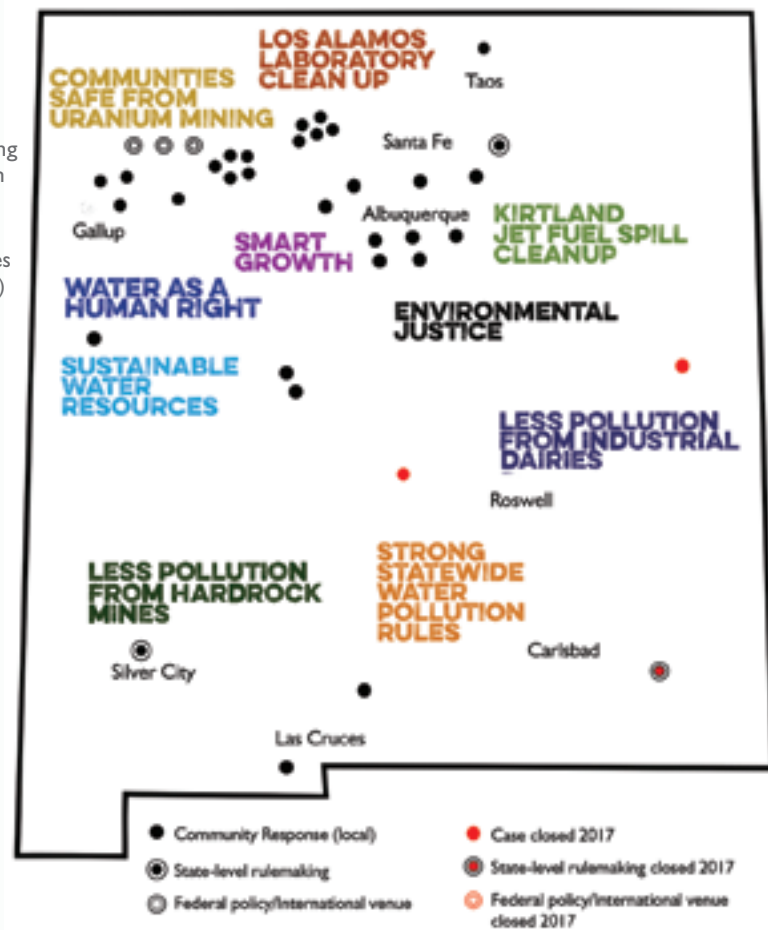 LOS ALAMOS
LABORATORY
CLEAN UP
Taos
COMMUNITIES
SAFE FROM
URANIUM MINING
Santa Fe
Albuquerque
KIRTLAND
JET FUEL SPILL
CLEANUP
Gallup
SMART
GROWTH
WATER AS A
HUMAN RIGHT
ENVIRONMENTAL
JUSTICE
SUSTAINABLE
WATER
RESOURCES
LESS POLLUTION
FROM INDUSTRIAL
DAIRIES
Roswell
STRONG
STATEWIDE
WATER
POLLUTION
RULES
LESS POLLUTION
FROM HARDROCK
MINES
Carlsbad
Silver City
Las Cruces
Community Response (local)
State-level rulemaking
Federal policy/International venue
Case closed 2017
State-level rulemaking closed 2017
Federal policy/International venue
closed 2017